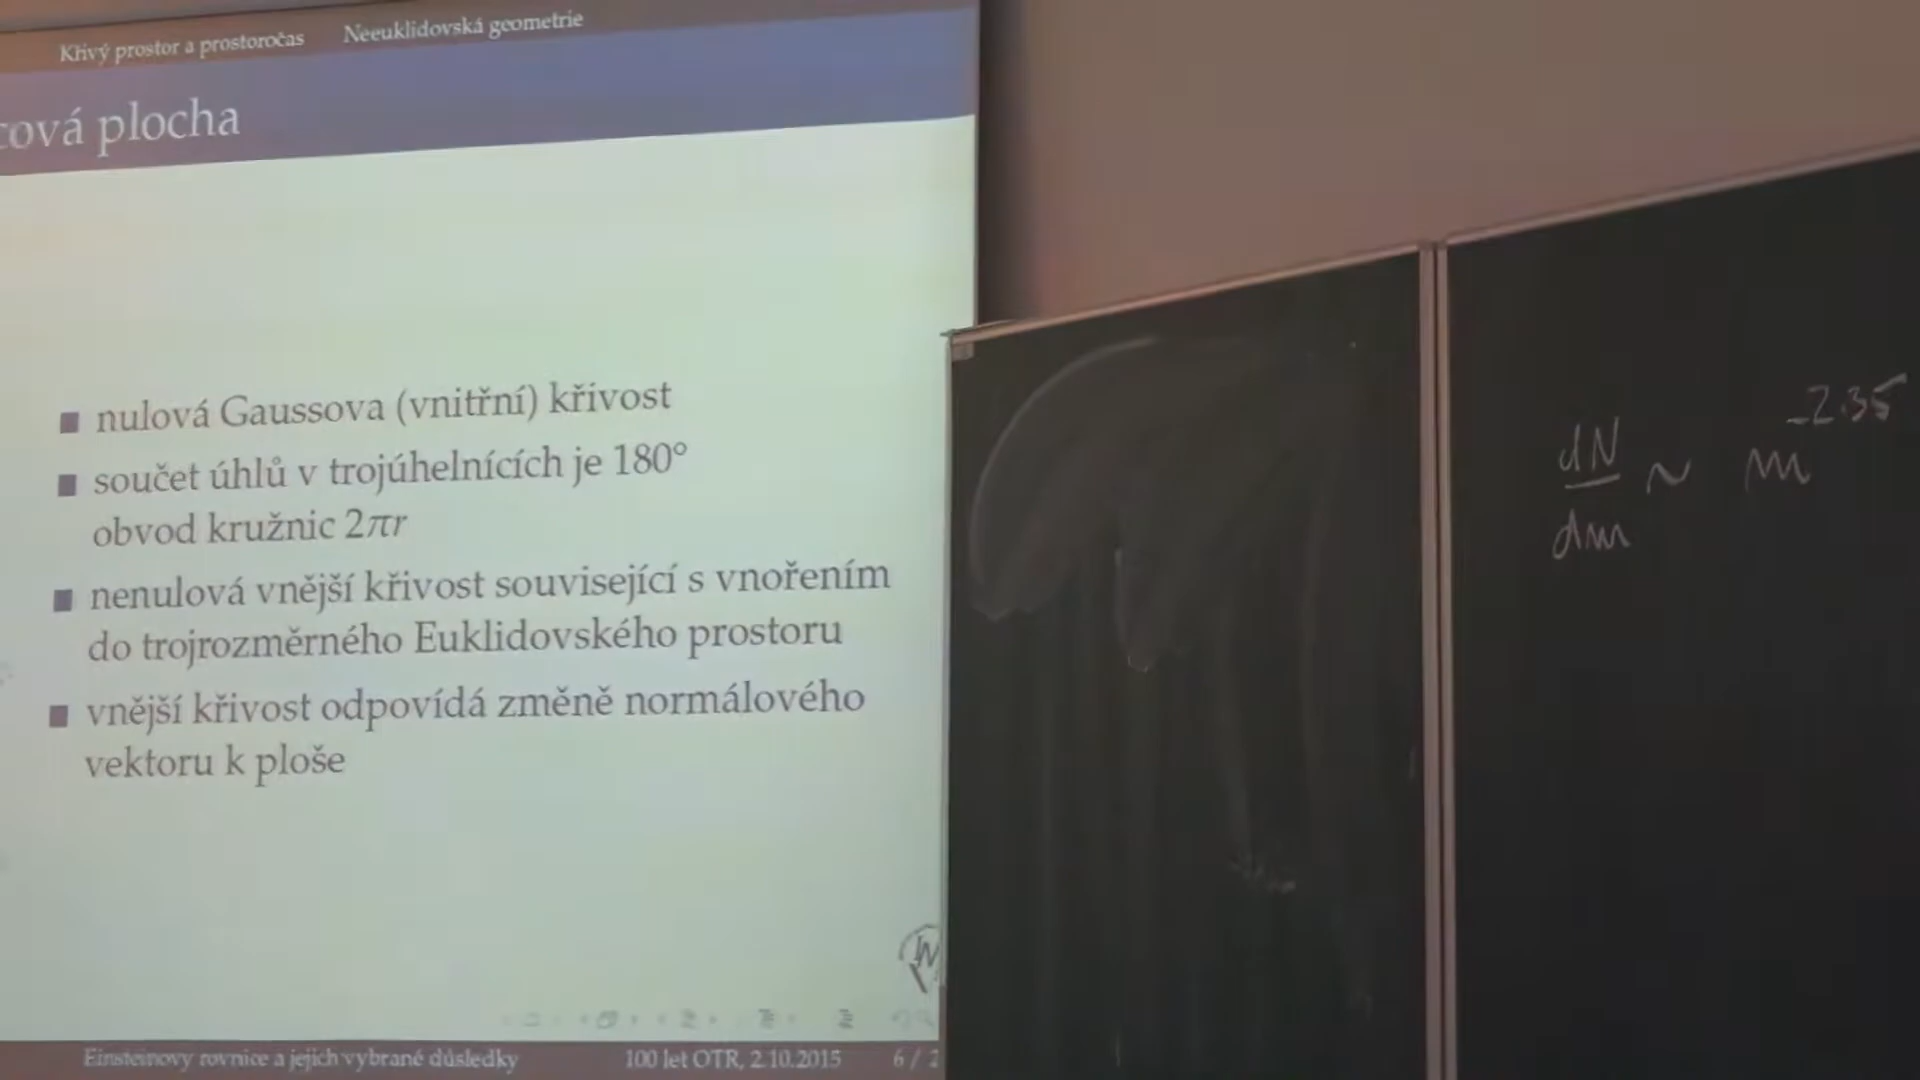 Křivý prostor a prostoročas Neeuklidovská geometrie
plocha
nulová Gaussova (vnitřní) křivost
součet úhlů v trojúhelnících je 180°
obvod kružnic 2πr
nenulová vnější křivost související s vnořením
do trojrozměrného Euklidovského prostoru
vnější křivost odpovídá změně normálového
vektoru k ploše
Einsteinovy rovnice a jejich vybrané důsledky 100 let OTR, 2.10.2015 6 / 2
dN/dm ~ m^-2.35